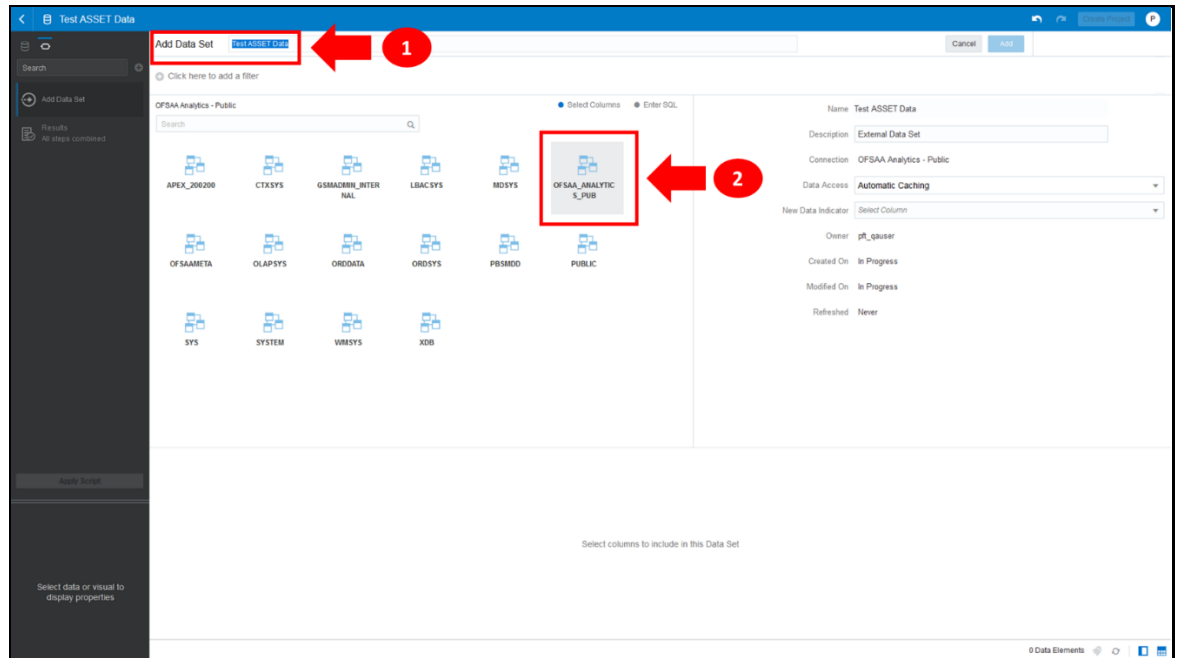 Test ASSET Data
Create Project
P
Search
Add Data Set
Results
All steps combined
Apply Script
Select data or visual to
display properties
Add Data Set Test ASSET Data
1
Cancel Add
Click here to add a filter
OFSAA Analytics - Public
Select Columns Enter SQL
Search
APEX_200200 CTXSYS GSMADMIN_INTER
NAL LBACSYS MDSYS OFSAA_ANALYTIC
S_PUB
2
OFSAAMETA OLAPSYS ORDDATA ORDSYS PBSMDD PUBLIC
SYS SYSTEM WMSYS XDB
Name Test ASSET Data
Description External Data Set
Connection OFSAA Analytics - Public
Data Access Automatic Caching
New Data Indicator Select Column
Owner pft_qauser
Created On In Progress
Modified On In Progress
Refreshed Never
Select columns to include in this Data Set
0 Data Elements